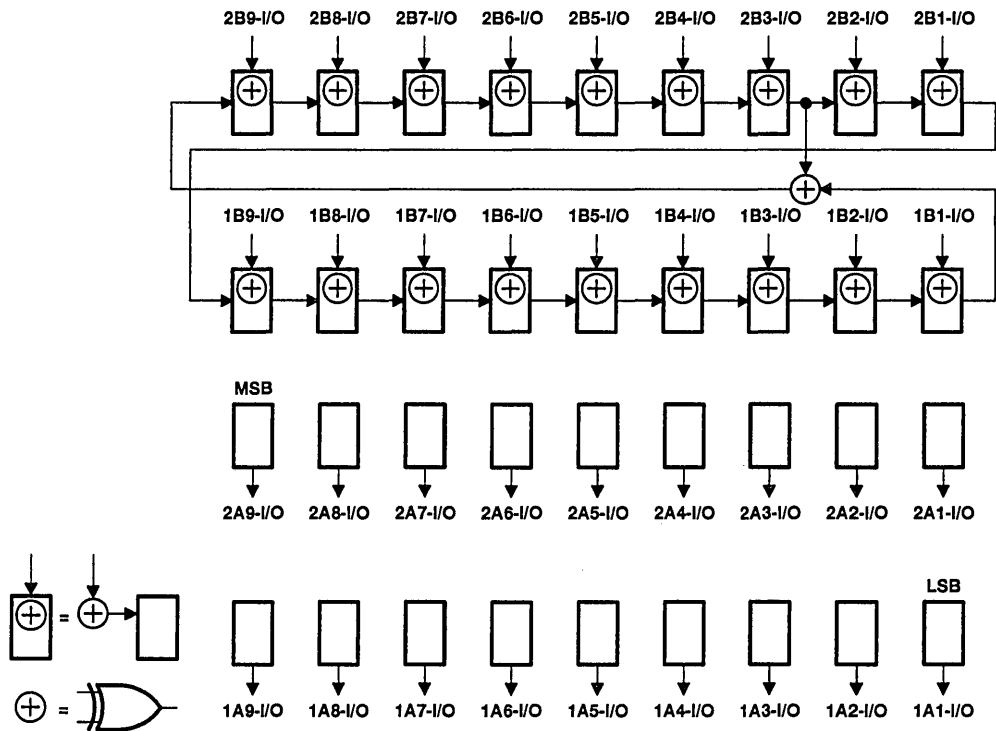 2B9-I/O 2B8-I/O 2B7-I/O 2B6-I/O 2B5-I/O 2B4-I/O 2B3-I/O 2B2-I/O 2B1-I/O
1B9-I/O 1B8-I/O 1B7-I/O 1B6-I/O 1B5-I/O 1B4-I/O 1B3-I/O 1B2-I/O 1B1-I/O
MSB
2A9-I/O 2A8-I/O 2A7-I/O 2A6-I/O 2A5-I/O 2A4-I/O 2A3-I/O 2A2-I/O 2A1-I/O
LSB
=
=
1A9-I/O 1A8-I/O 1A7-I/O 1A6-I/O 1A5-I/O 1A4-I/O 1A3-I/O 1A2-I/O 1A1-I/O